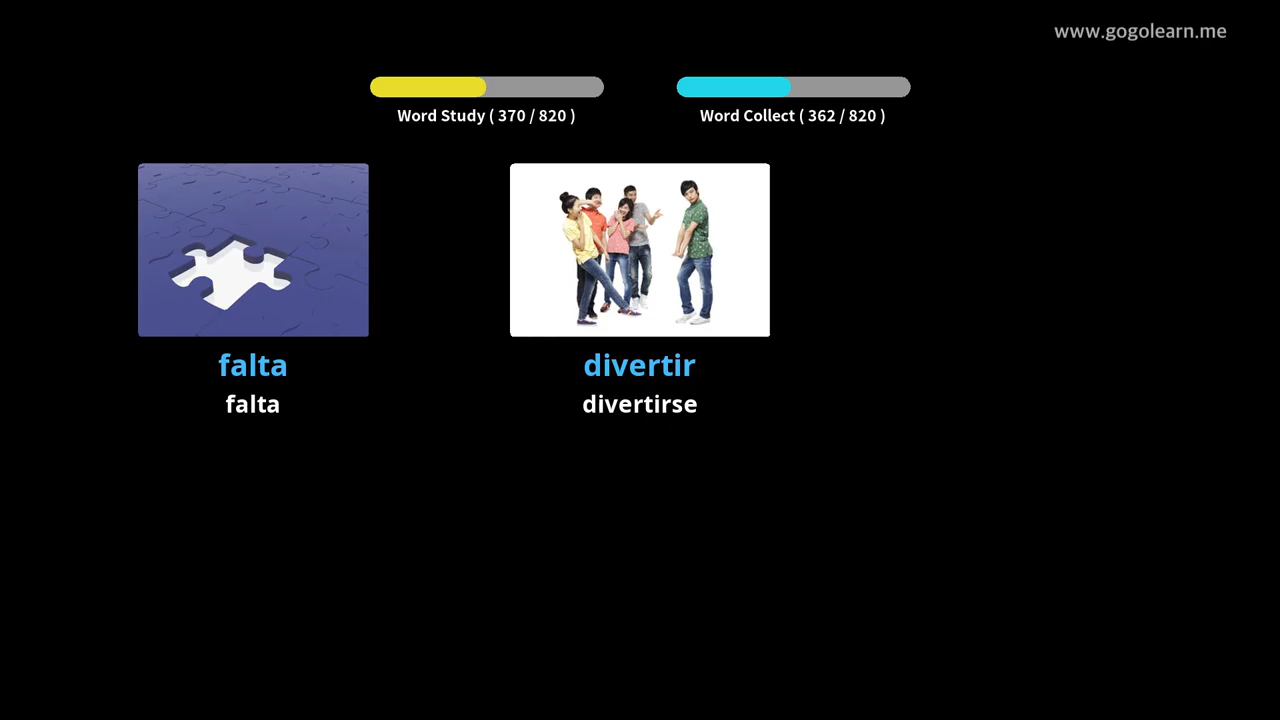 www.gogolearn.me
Word Study ( 370 / 820 )
Word Collect ( 362 / 820 )
falta
falta
divertir
divertirse